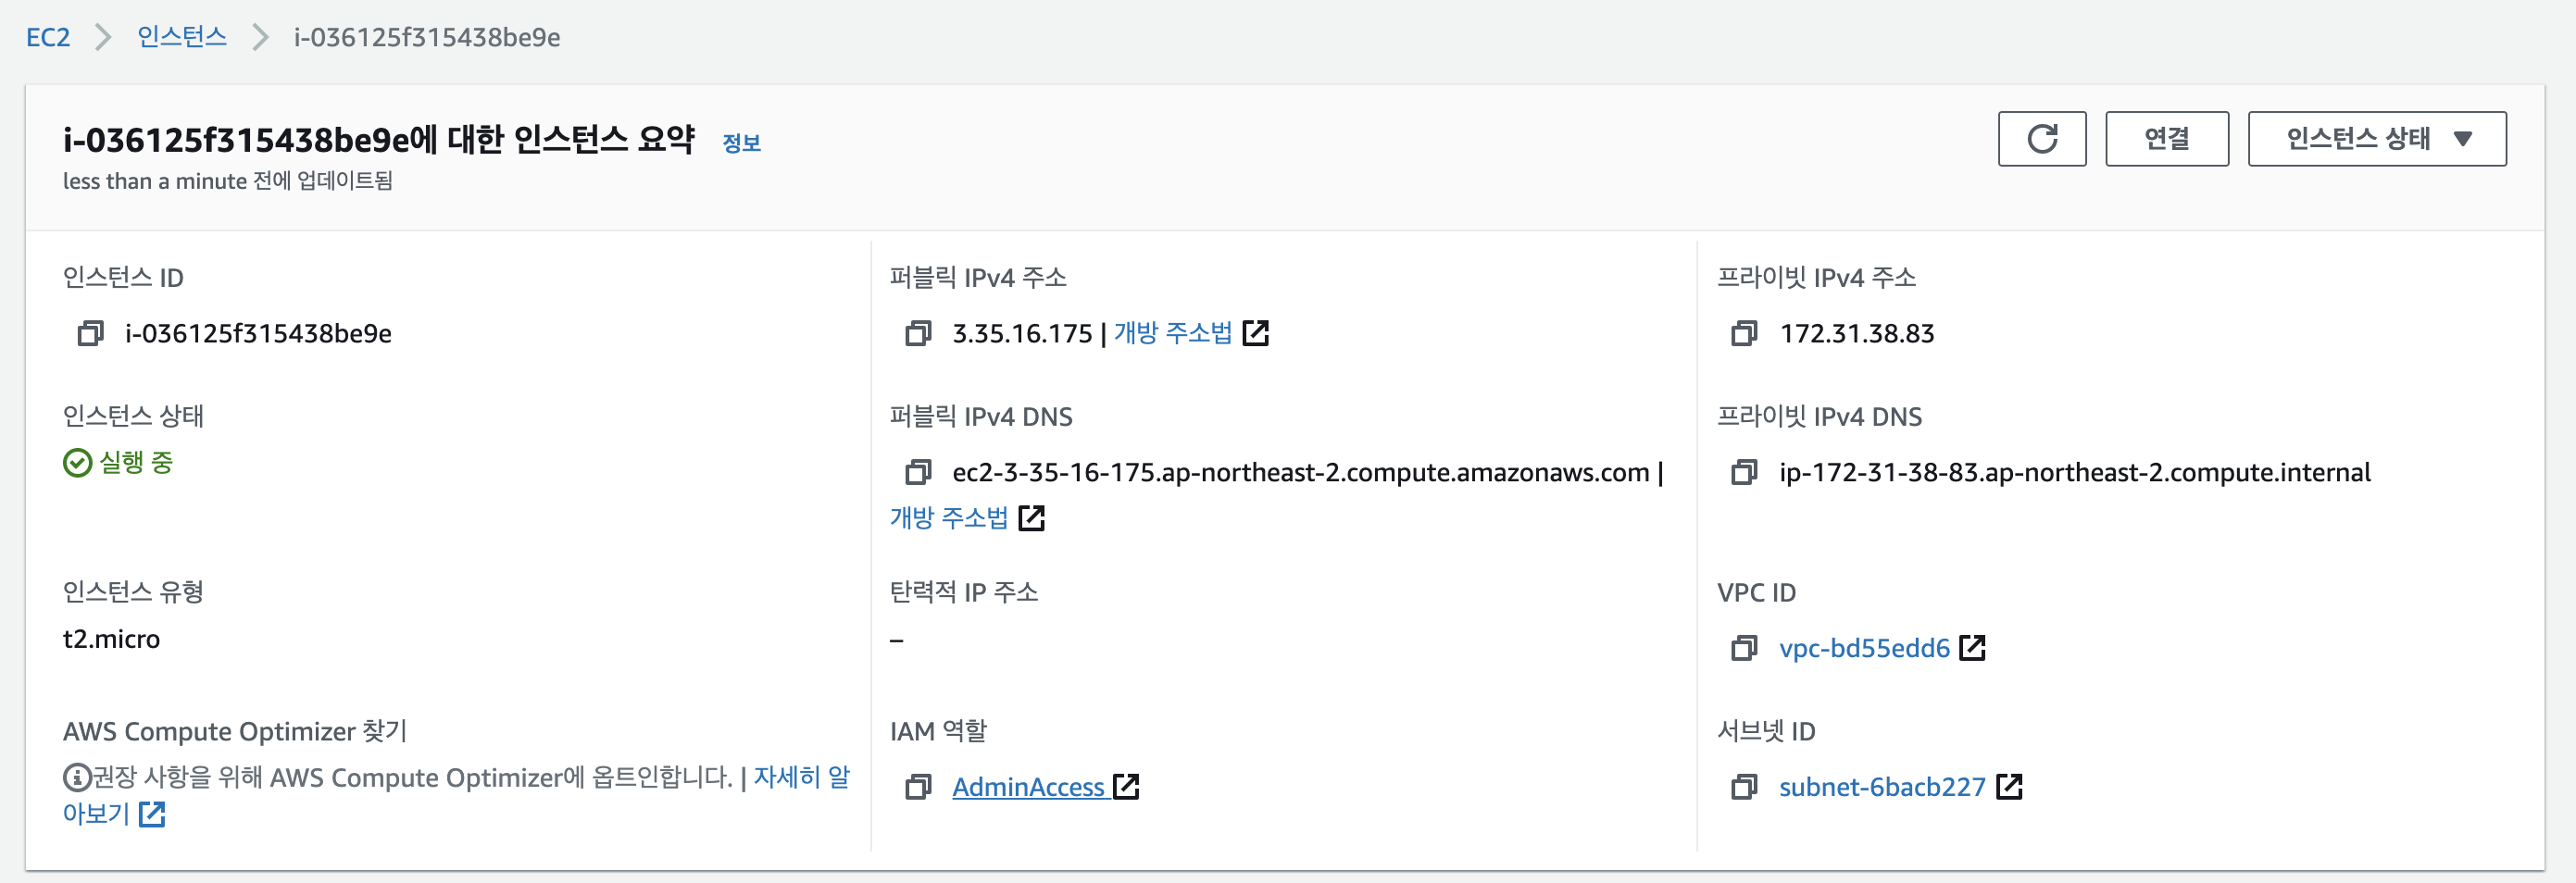 EC2 > 인스턴스 > i-036125f315438be9e
i-036125f315438be9e에 대한 인스턴스 요약 정보
less than a minute 전에 업데이트됨
연결
인스턴스 상태
인스턴스 ID
i-036125f315438be9e
퍼블릭 IPv4 주소
3.35.16.175 | 개방 주소법
프라이빗 IPv4 주소
172.31.38.83
인스턴스 상태
실행 중
퍼블릭 IPv4 DNS
ec2-3-35-16-175.ap-northeast-2.compute.amazonaws.com |
개방 주소법
프라이빗 IPv4 DNS
ip-172-31-38-83.ap-northeast-2.compute.internal
인스턴스 유형
t2.micro
탄력적 IP 주소
–
VPC ID
vpc-bd55edd6
AWS Compute Optimizer 찾기
권장 사항을 위해 AWS Compute Optimizer에 옵트인합니다. | 자세히 알
아보기
IAM 역할
AdminAccess
서브넷 ID
subnet-6bacb227